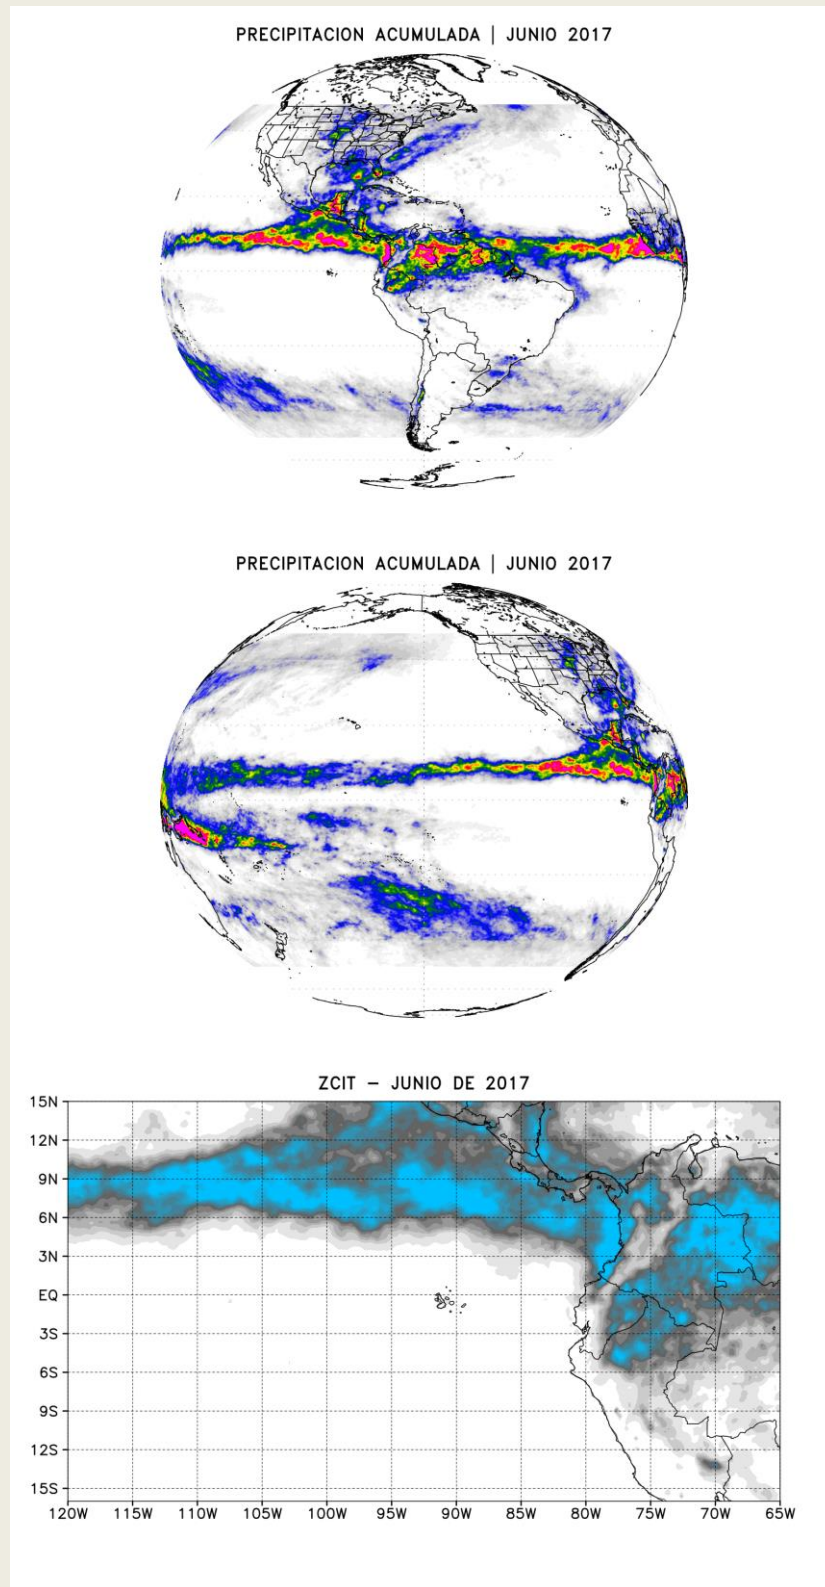 PRECIPITACION ACUMULADA | JUNIO 2017
PRECIPITACION ACUMULADA | JUNIO 2017
ZCIT – JUNIO DE 2017
15N
12N
9N
6N
3N
EQ
3S
6S
9S
12S
15S
120W 115W 110W 105W 100W 95W 90W 85W 80W 75W 70W 65W